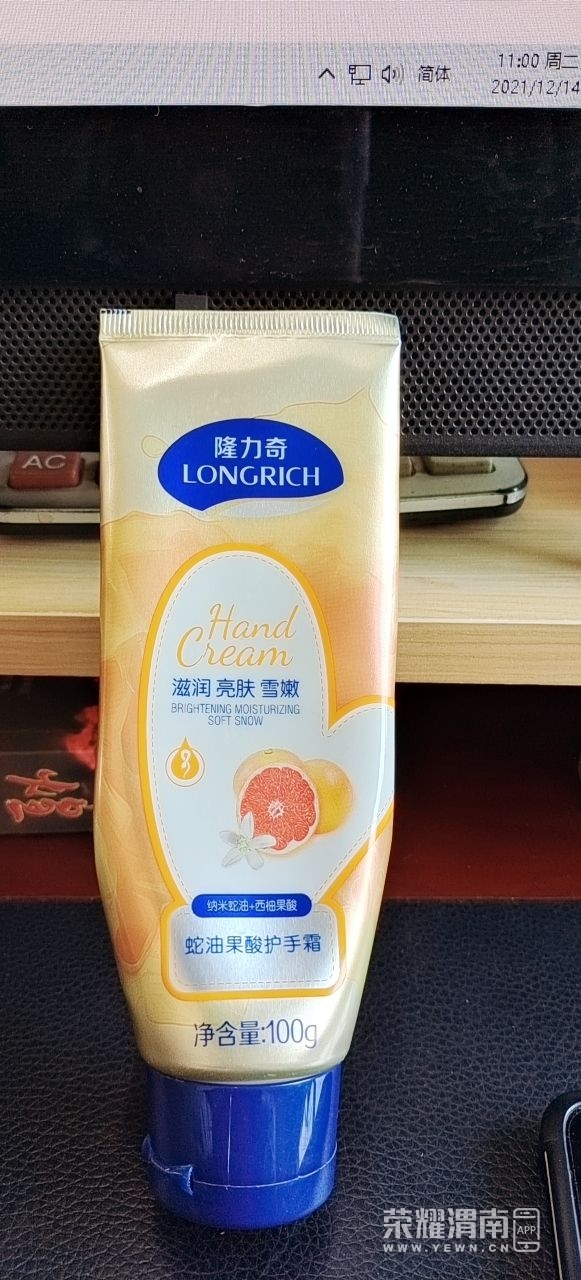 简体
11:00 周二
2021/12/14
AC
隆力奇
LONGRICH
Hand
Cream
滋润 亮肤 雪嫩
BRIGHTENING MOISTURIZING
SOFT SNOW
纳米蛇油+西柚果酸
蛇油果酸护手霜
净含量:100g
荣耀渭南 APP
WWW.YEWN.CN